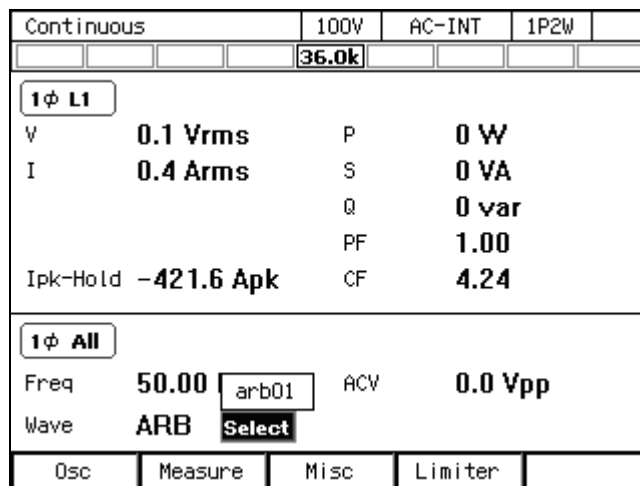 Continuous 100V AC-INT 1P2W
36.0k
1ϕ L1
V 0.1 Vrms P 0 W
I 0.4 Arms S 0 VA
Q 0 var
PF 1.00
Ipk-Hold -421.6 Apk CF 4.24
1ϕ All
Freq 50.00 arb01 ACV 0.0 Vpp
Wave ARB Select
Osc Measure Misc Limiter